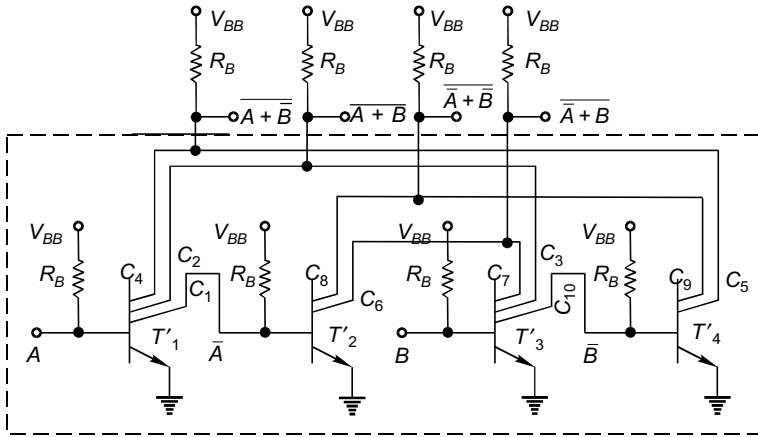 V_BB V_BB V_BB V_BB
R_B R_B R_B R_B
\overline{A + \overline{B}} \overline{A + B} \overline{\overline{A} + \overline{B}} \overline{\overline{A} + B}
V_BB V_BB V_BB V_BB
R_B C_4 C_2 C_1 R_B C_8 C_6 R_B C_7 C_3 C_10 R_B C_9 C_5
A T'_1 \overline{A} T'_2 B T'_3 \overline{B} T'_4